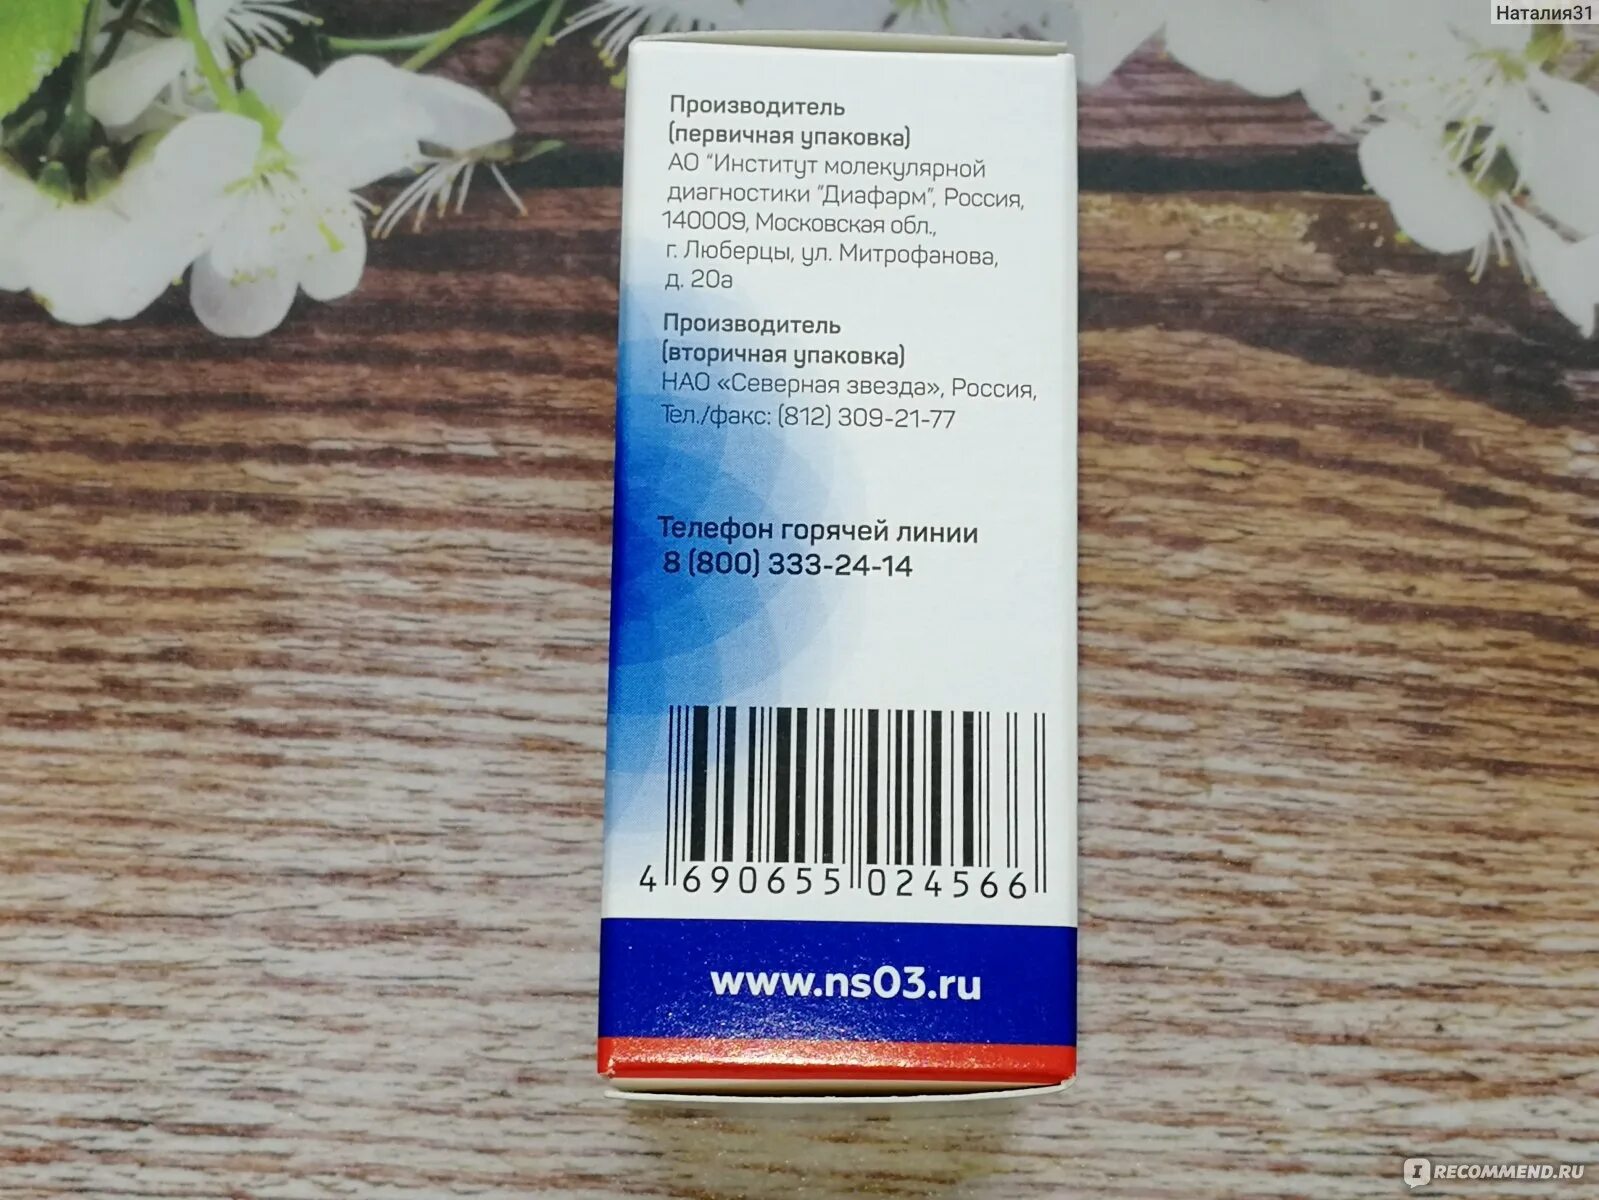 Наталия31
Производитель
(первичная упаковка)
АО "Институт молекулярной
диагностики "Диафарм", Россия,
140009, Московская обл.,
г. Люберцы, ул. Митрофанова,
д. 20а
Производитель
(вторичная упаковка)
НАО «Северная звезда», Россия,
Тел./факс: (812) 309-21-77
Телефон горячей линии
8 (800) 333-24-14
4 690655 024566
www.ns03.ru
IRECOMMEND.RU